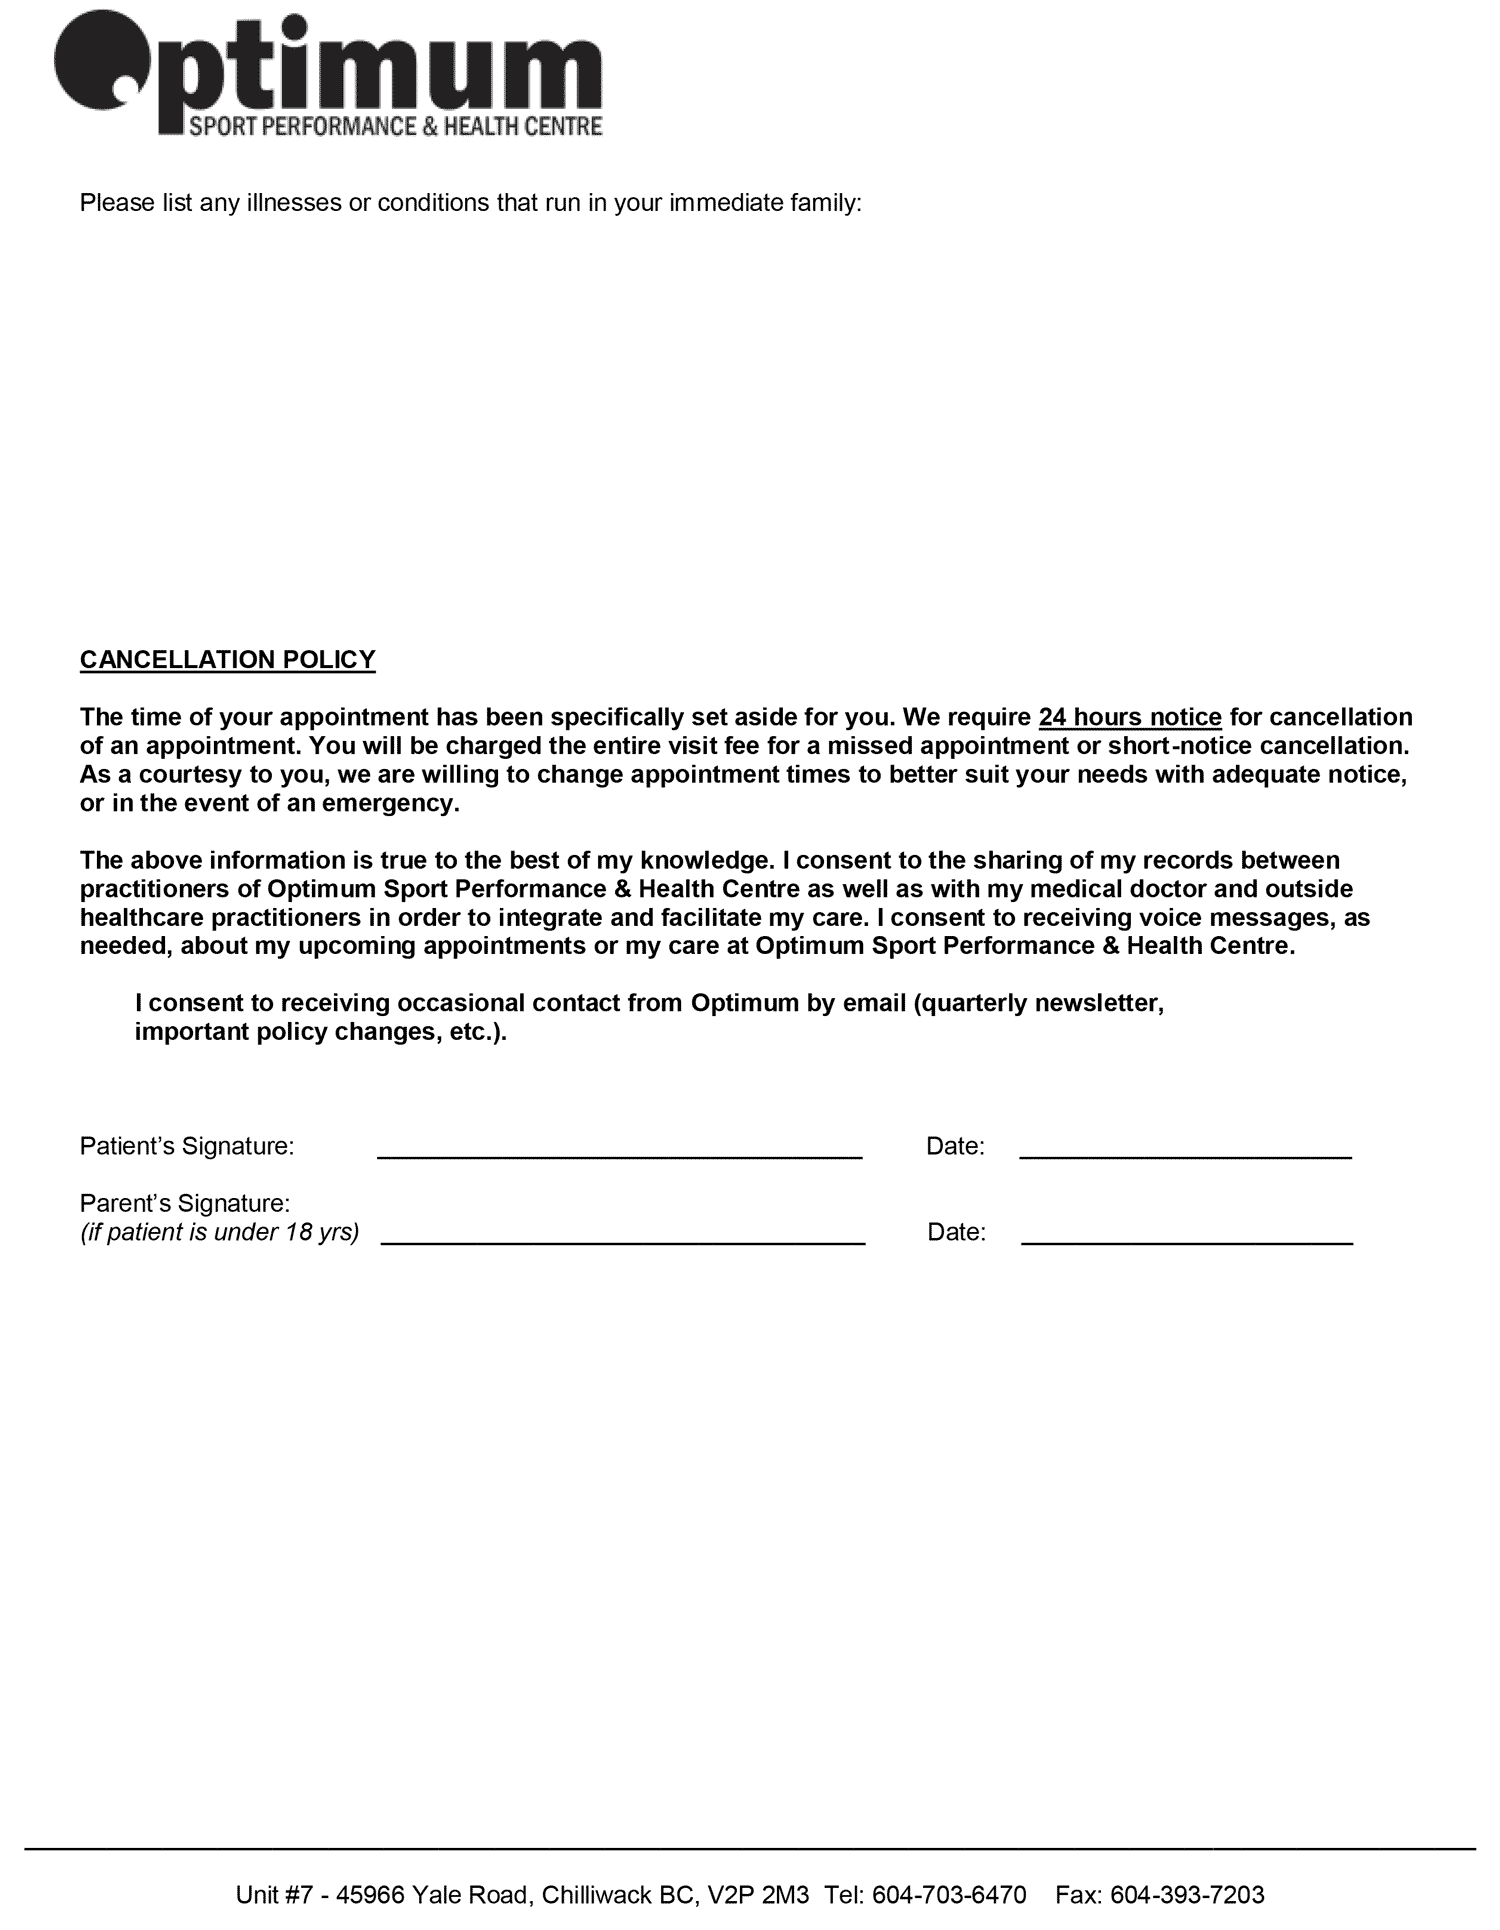 Optimum
SPORT PERFORMANCE & HEALTH CENTRE
Please list any illnesses or conditions that run in your immediate family:
CANCELLATION POLICY
The time of your appointment has been specifically set aside for you. We require 24 hours notice for cancellation
of an appointment. You will be charged the entire visit fee for a missed appointment or short-notice cancellation.
As a courtesy to you, we are willing to change appointment times to better suit your needs with adequate notice,
or in the event of an emergency.
The above information is true to the best of my knowledge. I consent to the sharing of my records between
practitioners of Optimum Sport Performance & Health Centre as well as with my medical doctor and outside
healthcare practitioners in order to integrate and facilitate my care. I consent to receiving voice messages, as
needed, about my upcoming appointments or my care at Optimum Sport Performance & Health Centre.
I consent to receiving occasional contact from Optimum by email (quarterly newsletter,
important policy changes, etc.).
Patient’s Signature: Date:
Parent’s Signature:
(if patient is under 18 yrs) Date:
Unit #7 - 45966 Yale Road, Chilliwack BC, V2P 2M3 Tel: 604-703-6470 Fax: 604-393-7203